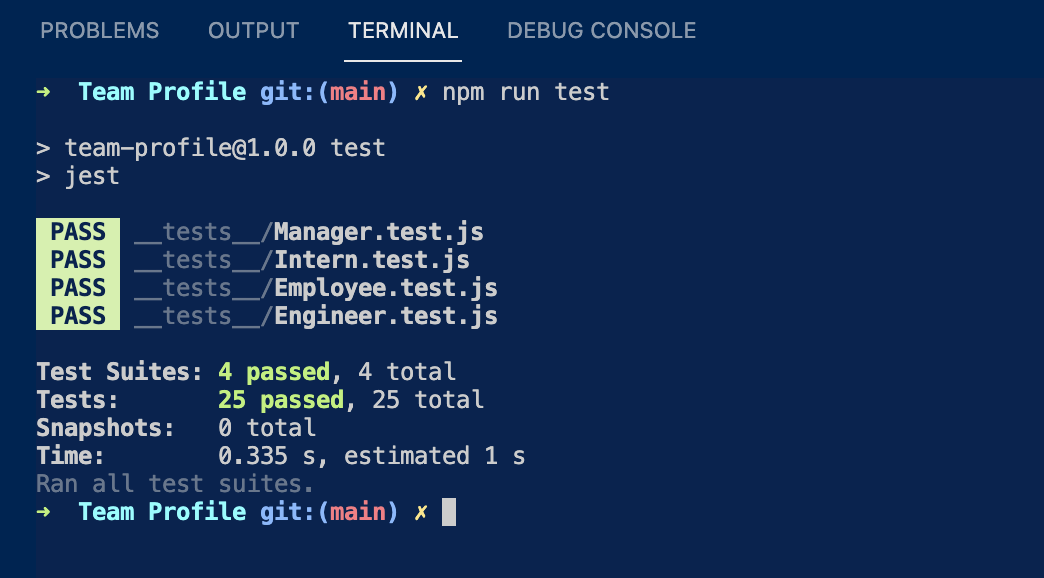 PROBLEMS OUTPUT TERMINAL DEBUG CONSOLE
➜  Team Profile git:(main) ✗ npm run test
> team-profile@1.0.0 test
> jest
PASS __tests__/Manager.test.js
PASS __tests__/Intern.test.js
PASS __tests__/Employee.test.js
PASS __tests__/Engineer.test.js
Test Suites: 4 passed, 4 total
Tests:       25 passed, 25 total
Snapshots:   0 total
Time:        0.335 s, estimated 1 s
Ran all test suites.
➜  Team Profile git:(main) ✗